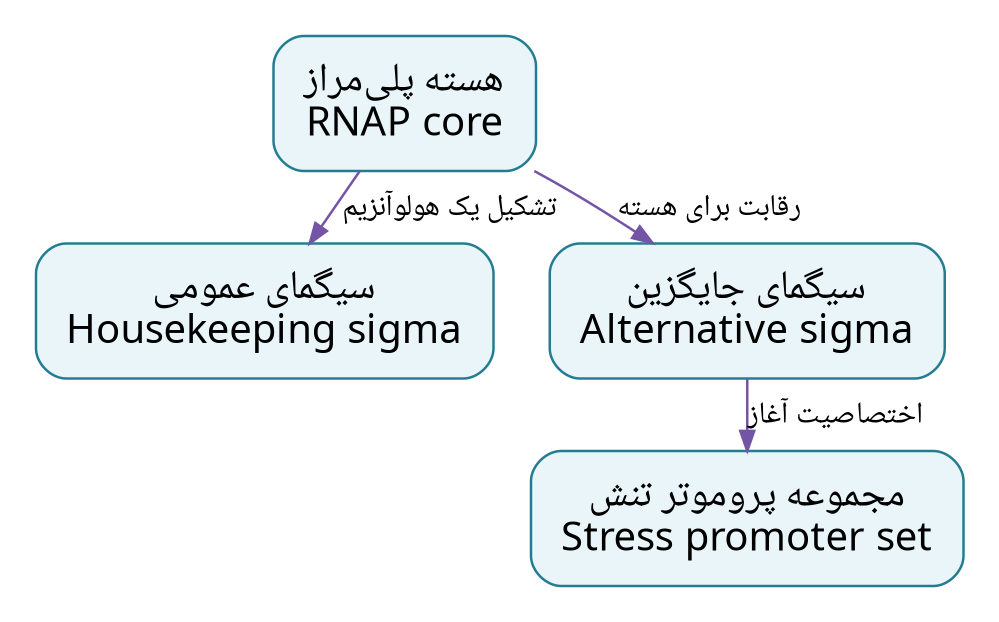 هسته پلی‌مراز
RNAP core
تشکیل یک هولوآنزیم
رقابت برای هسته
سیگمای عمومی
Housekeeping sigma
سیگمای جایگزین
Alternative sigma
اختصاصیت آغاز
مجموعه پروموتر تنش
Stress promoter set